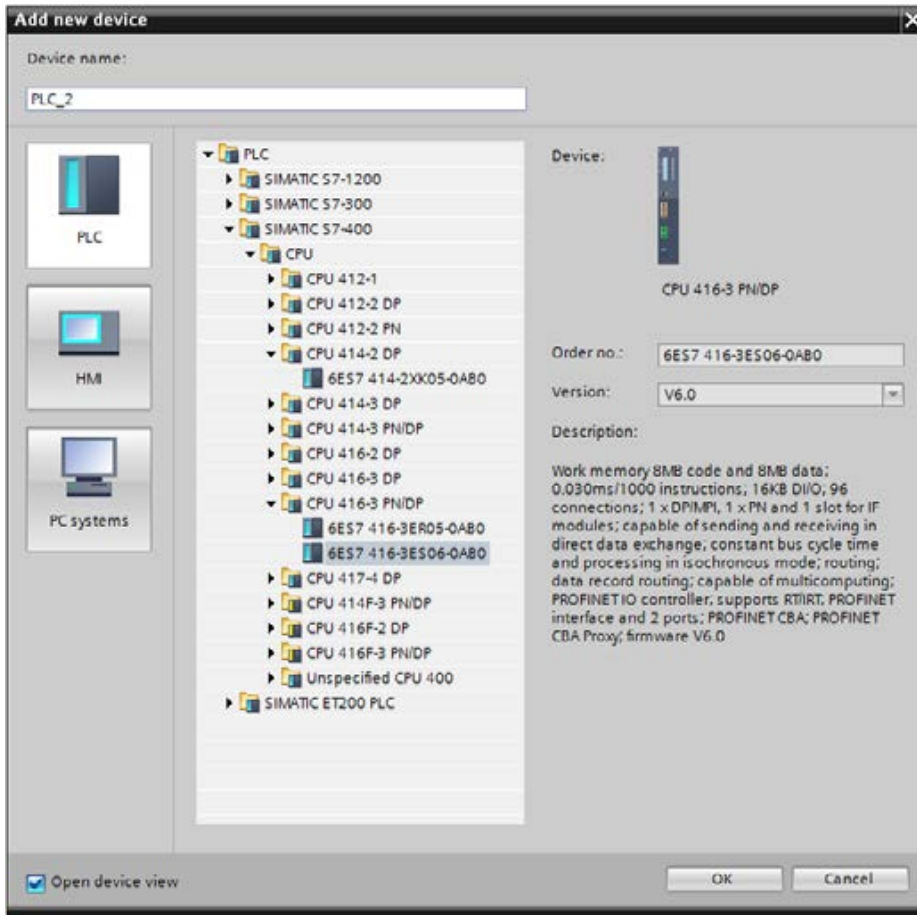 Add new device
Device name:
PLC_2
PLC
HMI
PC systems
PLC
SIMATIC S7-1200
SIMATIC S7-300
SIMATIC S7-400
CPU
CPU 412-1
CPU 412-2 DP
CPU 412-2 PN
CPU 414-2 DP
6ES7 414-2XK05-0AB0
CPU 414-3 DP
CPU 414-3 PN/DP
CPU 416-2 DP
CPU 416-3 DP
CPU 416-3 PN/DP
6ES7 416-3ER05-0AB0
6ES7 416-3ES06-0AB0
CPU 417-4 DP
CPU 414F-3 PN/DP
CPU 416F-2 DP
CPU 416F-3 PN/DP
Unspecified CPU 400
SIMATIC ET200 PLC
Device:
CPU 416-3 PN/DP
Order no.: 6ES7 416-3ES06-0AB0
Version: V6.0
Description:
Work memory 8MB code and 8MB data;
0.030ms/1000 instructions; 16KB DI/O; 96
connections; 1 x DP/MPI, 1 x PN and 1 slot for IF
modules; capable of sending and receiving in
direct data exchange; constant bus cycle time
and processing in isochronous mode; routing;
data record routing; capable of multicomputing;
PROFINET IO controller, supports RT/IRT, PROFINET
interface and 2 ports; PROFINET CBA; PROFINET
CBA Proxy; firmware V6.0
Open device view
OK
Cancel